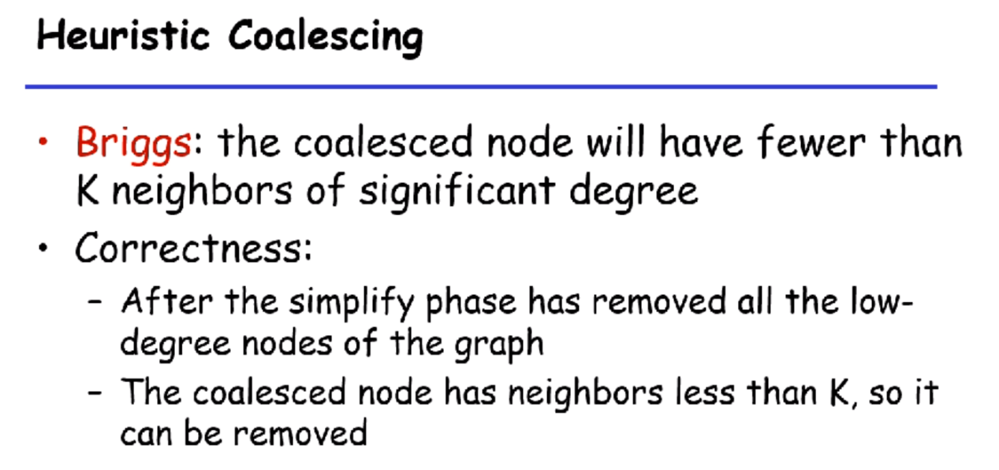 Heuristic Coalescing
• Briggs: the coalesced node will have fewer than
K neighbors of significant degree
• Correctness:
– After the simplify phase has removed all the low-
degree nodes of the graph
– The coalesced node has neighbors less than K, so it
can be removed